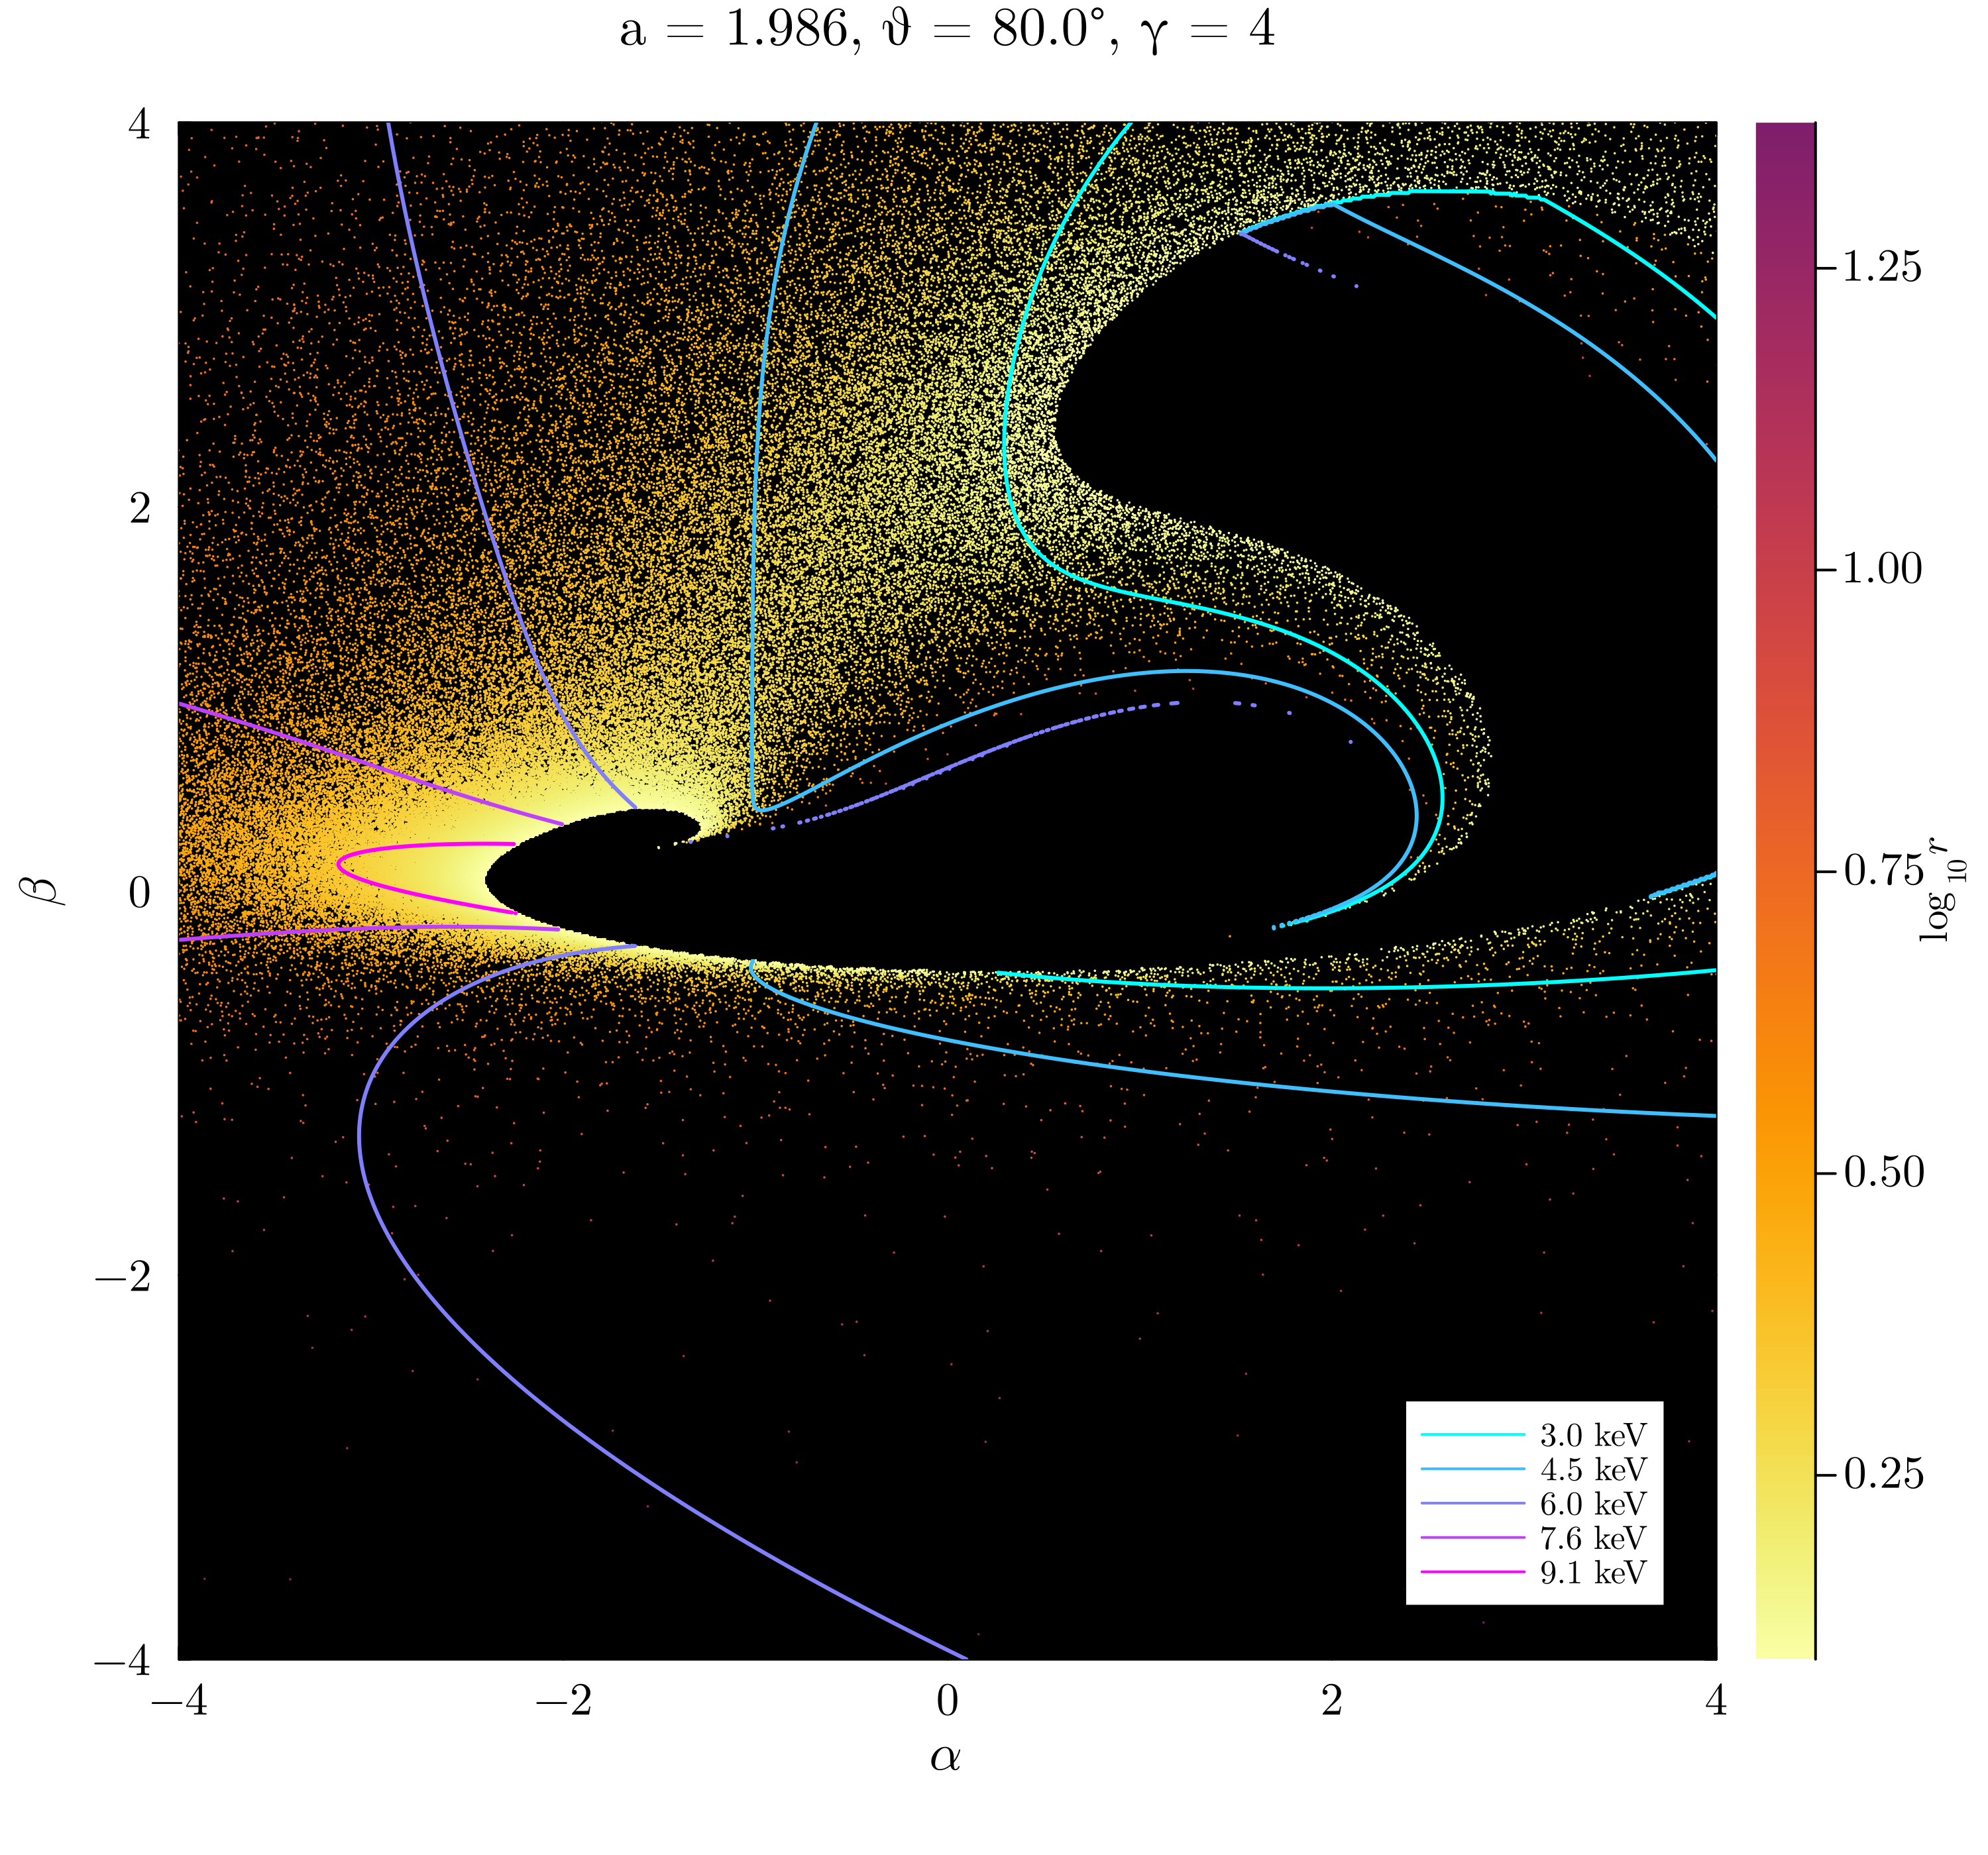 a = 1.986, ϑ = 80.0°, γ = 4
4
2
0
−2
−4
β
−4 −2 0 2 4
α
1.25
1.00
0.75
0.50
0.25
log₁₀ r
3.0 keV
4.5 keV
6.0 keV
7.6 keV
9.1 keV